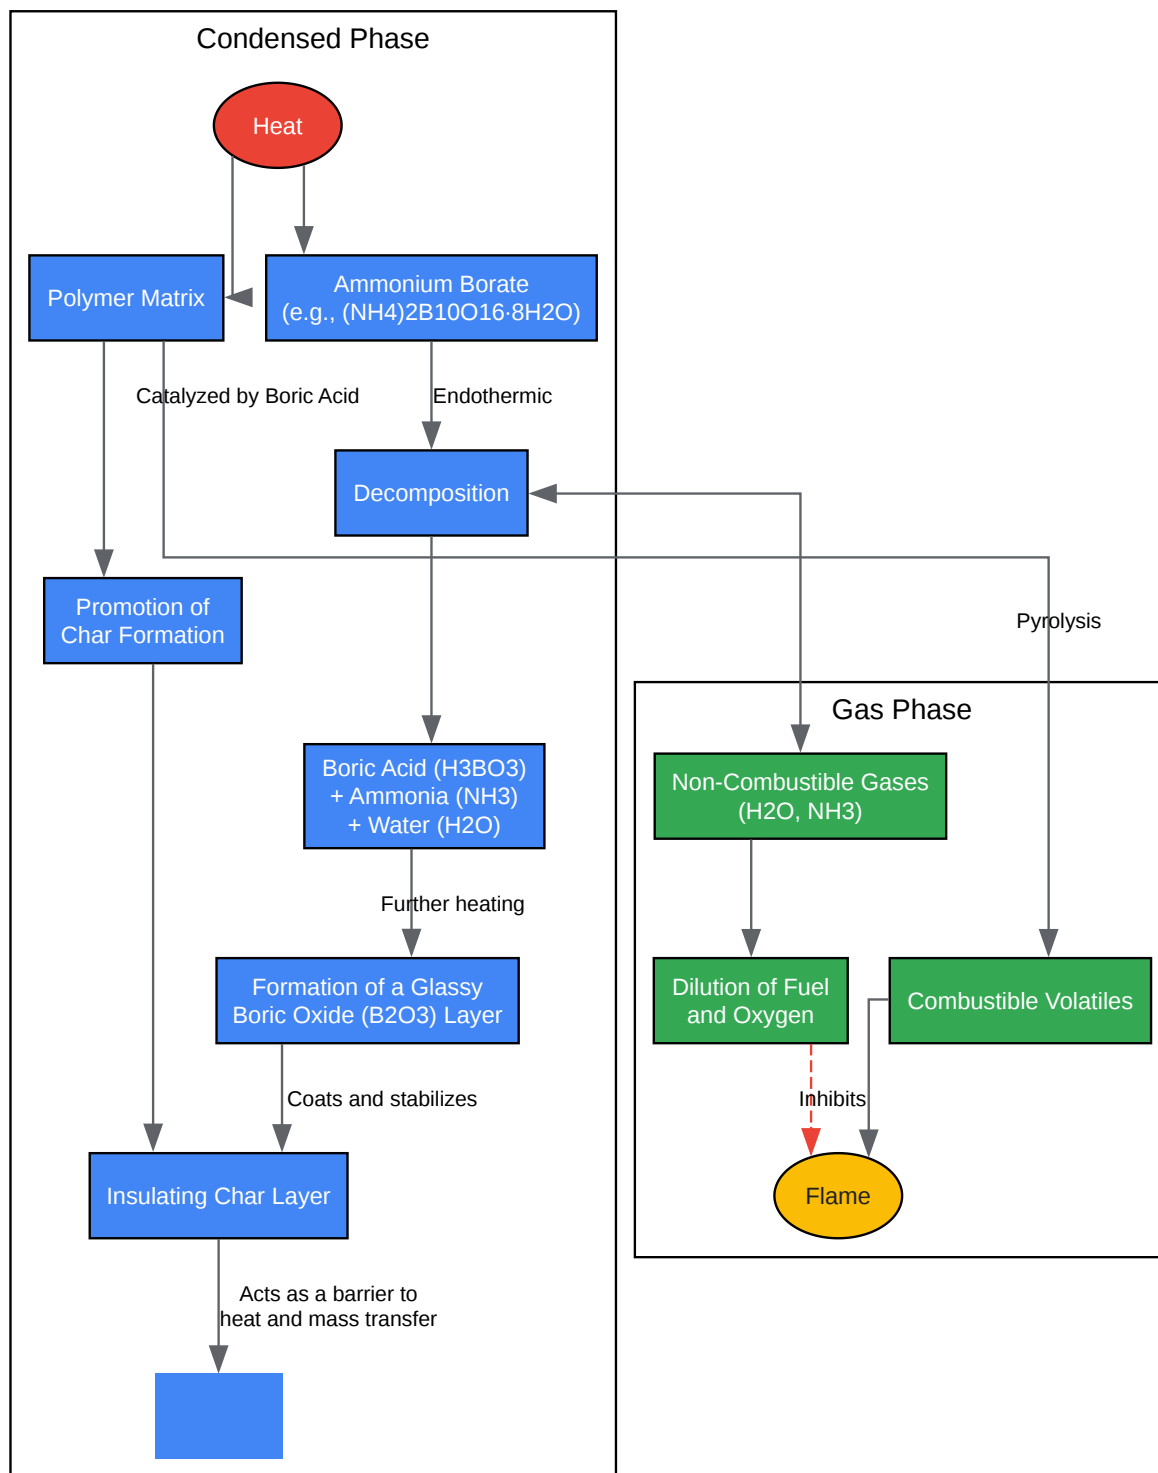 Condensed Phase
Heat
Polymer Matrix
Ammonium Borate
(e.g., (NH4)2B10O16·8H2O)
Catalyzed by Boric Acid
Endothermic
Decomposition
Promotion of
Char Formation
Pyrolysis
Gas Phase
Boric Acid (H3BO3)
+ Ammonia (NH3)
+ Water (H2O)
Non-Combustible Gases
(H2O, NH3)
Further heating
Formation of a Glassy
Boric Oxide (B2O3) Layer
Dilution of Fuel
and Oxygen
Combustible Volatiles
Coats and stabilizes
Inhibits
Insulating Char Layer
Flame
Acts as a barrier to
heat and mass transfer